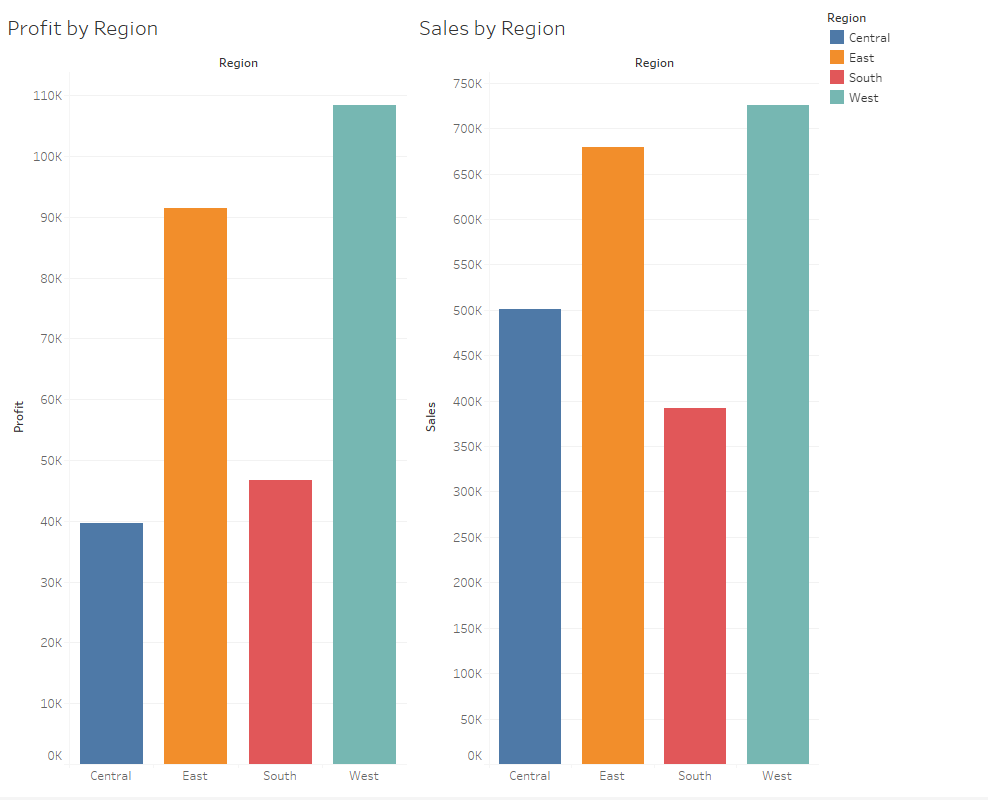 Profit by Region
Region
110K
100K
90K
80K
70K
60K
50K
40K
30K
20K
10K
0K
Profit
Central East South West
Sales by Region
Region
750K
700K
650K
600K
550K
500K
450K
400K
350K
300K
250K
200K
150K
100K
50K
0K
Sales
Central East South West
Region
Central
East
South
West